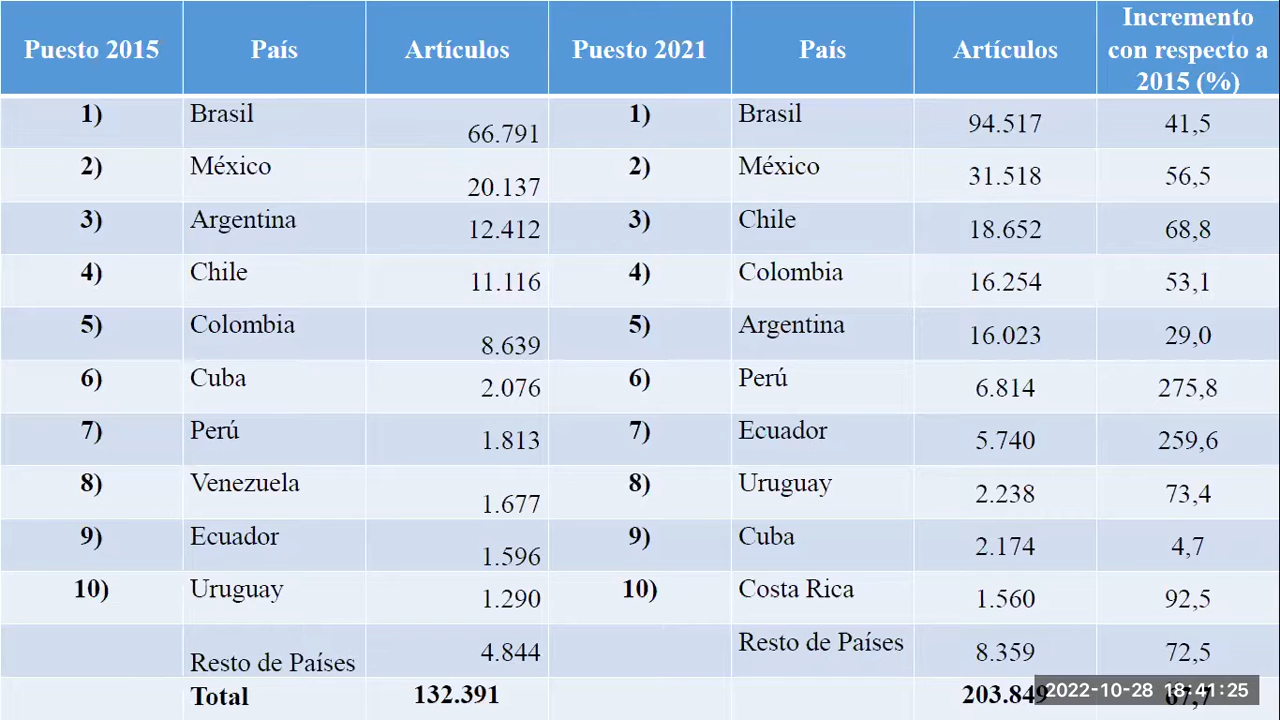 Puesto 2015 País Artículos Puesto 2021 País Artículos Incremento con respecto a 2015 (%)
1) Brasil 66.791 1) Brasil 94.517 41,5
2) México 20.137 2) México 31.518 56,5
3) Argentina 12.412 3) Chile 18.652 68,8
4) Chile 11.116 4) Colombia 16.254 53,1
5) Colombia 8.639 5) Argentina 16.023 29,0
6) Cuba 2.076 6) Perú 6.814 275,8
7) Perú 1.813 7) Ecuador 5.740 259,6
8) Venezuela 1.677 8) Uruguay 2.238 73,4
9) Ecuador 1.596 9) Cuba 2.174 4,7
10) Uruguay 1.290 10) Costa Rica 1.560 92,5
Resto de Países 4.844 Resto de Países 8.359 72,5
Total 132.391 203.849
2022-10-28 18:41:25